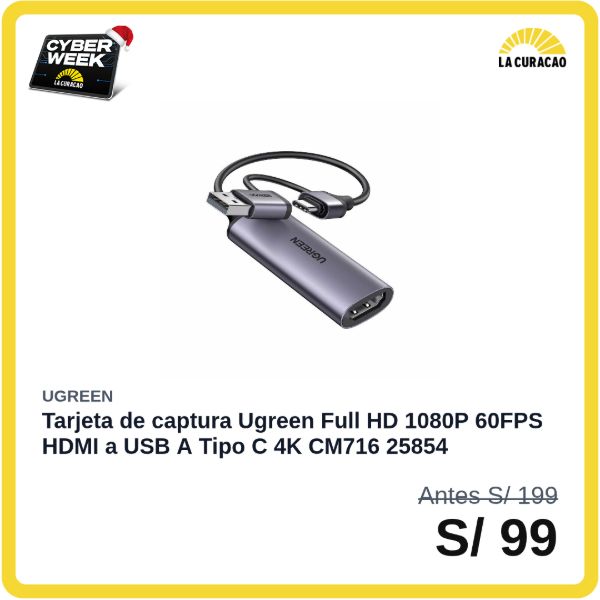 CYBER
WEEK
LA CURACAO
LA CURACAO
UGREEN
UGREEN
UGREEN
Tarjeta de captura Ugreen Full HD 1080P 60FPS
HDMI a USB A Tipo C 4K CM716 25854
Antes S/ 199
S/ 99